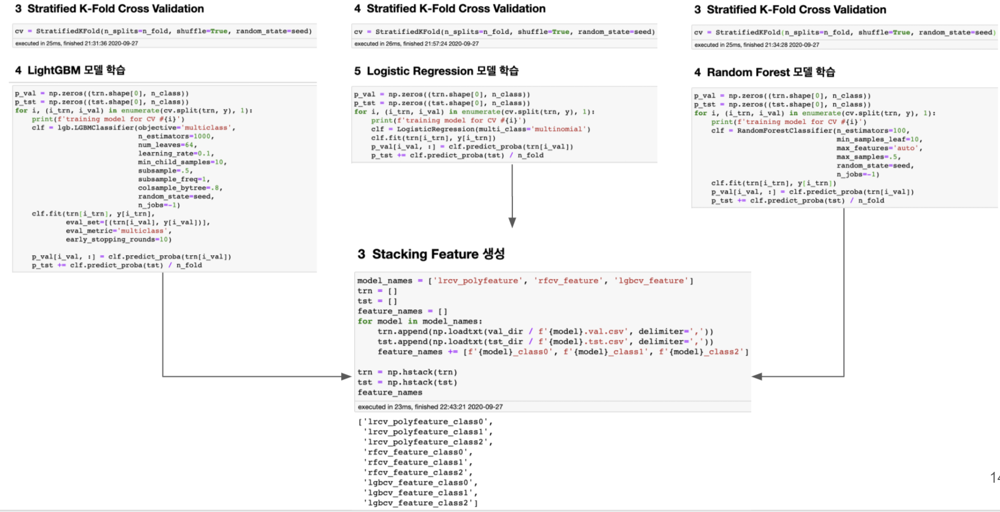 3 Stratified K-Fold Cross Validation
cv = StratifiedKFold(n_splits=n_fold, shuffle=True, random_state=seed)
executed in 25ms, finished 21:31:36 2020-09-27
4 LightGBM 모델 학습
p_val = np.zeros((trn.shape[0], n_class))
p_tst = np.zeros((tst.shape[0], n_class))
for i, (i_trn, i_val) in enumerate(cv.split(trn, y), 1):
    print(f'training model for CV #{i}')
    clf = lgb.LGBMClassifier(objective='multiclass',
                             n_estimators=1000,
                             num_leaves=64,
                             learning_rate=0.1,
                             min_child_samples=10,
                             subsample=.5,
                             subsample_freq=1,
                             colsample_bytree=.8,
                             random_state=seed,
                             n_jobs=-1)
    clf.fit(trn[i_trn], y[i_trn],
            eval_set=[(trn[i_val], y[i_val])],
            eval_metric='multiclass',
            early_stopping_rounds=10)
    p_val[i_val, :] = clf.predict_proba(trn[i_val])
    p_tst += clf.predict_proba(tst) / n_fold
4 Stratified K-Fold Cross Validation
cv = StratifiedKFold(n_splits=n_fold, shuffle=True, random_state=seed)
executed in 26ms, finished 21:57:24 2020-09-27
5 Logistic Regression 모델 학습
p_val = np.zeros((trn.shape[0], n_class))
p_tst = np.zeros((tst.shape[0], n_class))
for i, (i_trn, i_val) in enumerate(cv.split(trn, y), 1):
    print(f'training model for CV #{i}')
    clf = LogisticRegression(multi_class='multinomial')
    clf.fit(trn[i_trn], y[i_trn])
    p_val[i_val, :] = clf.predict_proba(trn[i_val])
    p_tst += clf.predict_proba(tst) / n_fold
3 Stratified K-Fold Cross Validation
cv = StratifiedKFold(n_splits=n_fold, shuffle=True, random_state=seed)
executed in 25ms, finished 21:34:28 2020-09-27
4 Random Forest 모델 학습
p_val = np.zeros((trn.shape[0], n_class))
p_tst = np.zeros((tst.shape[0], n_class))
for i, (i_trn, i_val) in enumerate(cv.split(trn, y), 1):
    print(f'training model for CV #{i}')
    clf = RandomForestClassifier(n_estimators=100,
                                 min_samples_leaf=10,
                                 max_features='auto',
                                 max_samples=.5,
                                 random_state=seed,
                                 n_jobs=-1)
    clf.fit(trn[i_trn], y[i_trn])
    p_val[i_val, :] = clf.predict_proba(trn[i_val])
    p_tst += clf.predict_proba(tst) / n_fold
3 Stacking Feature 생성
model_names = ['lrcv_polyfeature', 'rfcv_feature', 'lgbcv_feature']
trn = []
tst = []
feature_names = []
for model in model_names:
    trn.append(np.loadtxt(val_dir / f'{model}.val.csv', delimiter=','))
    tst.append(np.loadtxt(tst_dir / f'{model}.tst.csv', delimiter=','))
    feature_names += [f'{model}_class0', f'{model}_class1', f'{model}_class2']
trn = np.hstack(trn)
tst = np.hstack(tst)
feature_names
executed in 23ms, finished 22:43:21 2020-09-27
['lrcv_polyfeature_class0',
 'lrcv_polyfeature_class1',
 'lrcv_polyfeature_class2',
 'rfcv_feature_class0',
 'rfcv_feature_class1',
 'rfcv_feature_class2',
 'lgbcv_feature_class0',
 'lgbcv_feature_class1',
 'lgbcv_feature_class2']
14